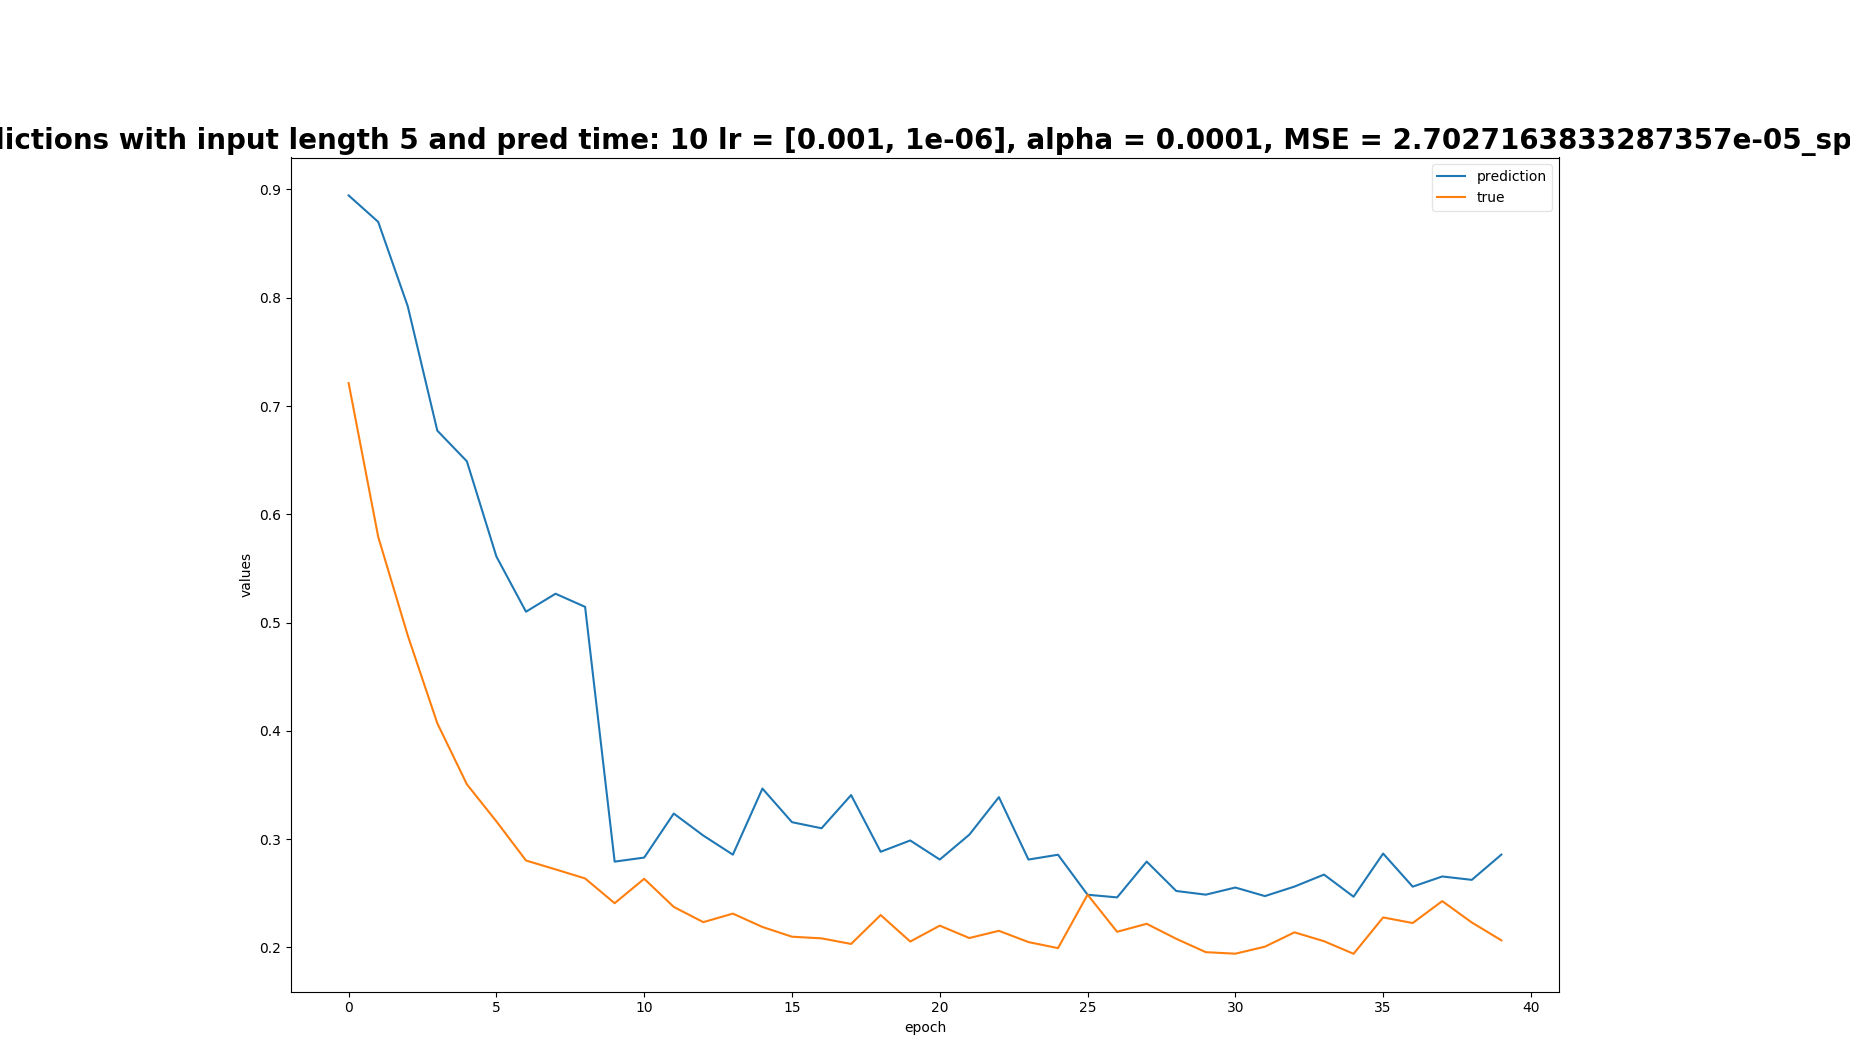 dictions with input length 5 and pred time: 10 lr = [0.001, 1e-06], alpha = 0.0001, MSE = 2.7027163833287357e-05_sp
prediction
true
0.9
0.8
0.7
0.6
0.5
0.4
0.3
0.2
values
0 5 10 15 20 25 30 35 40
epoch